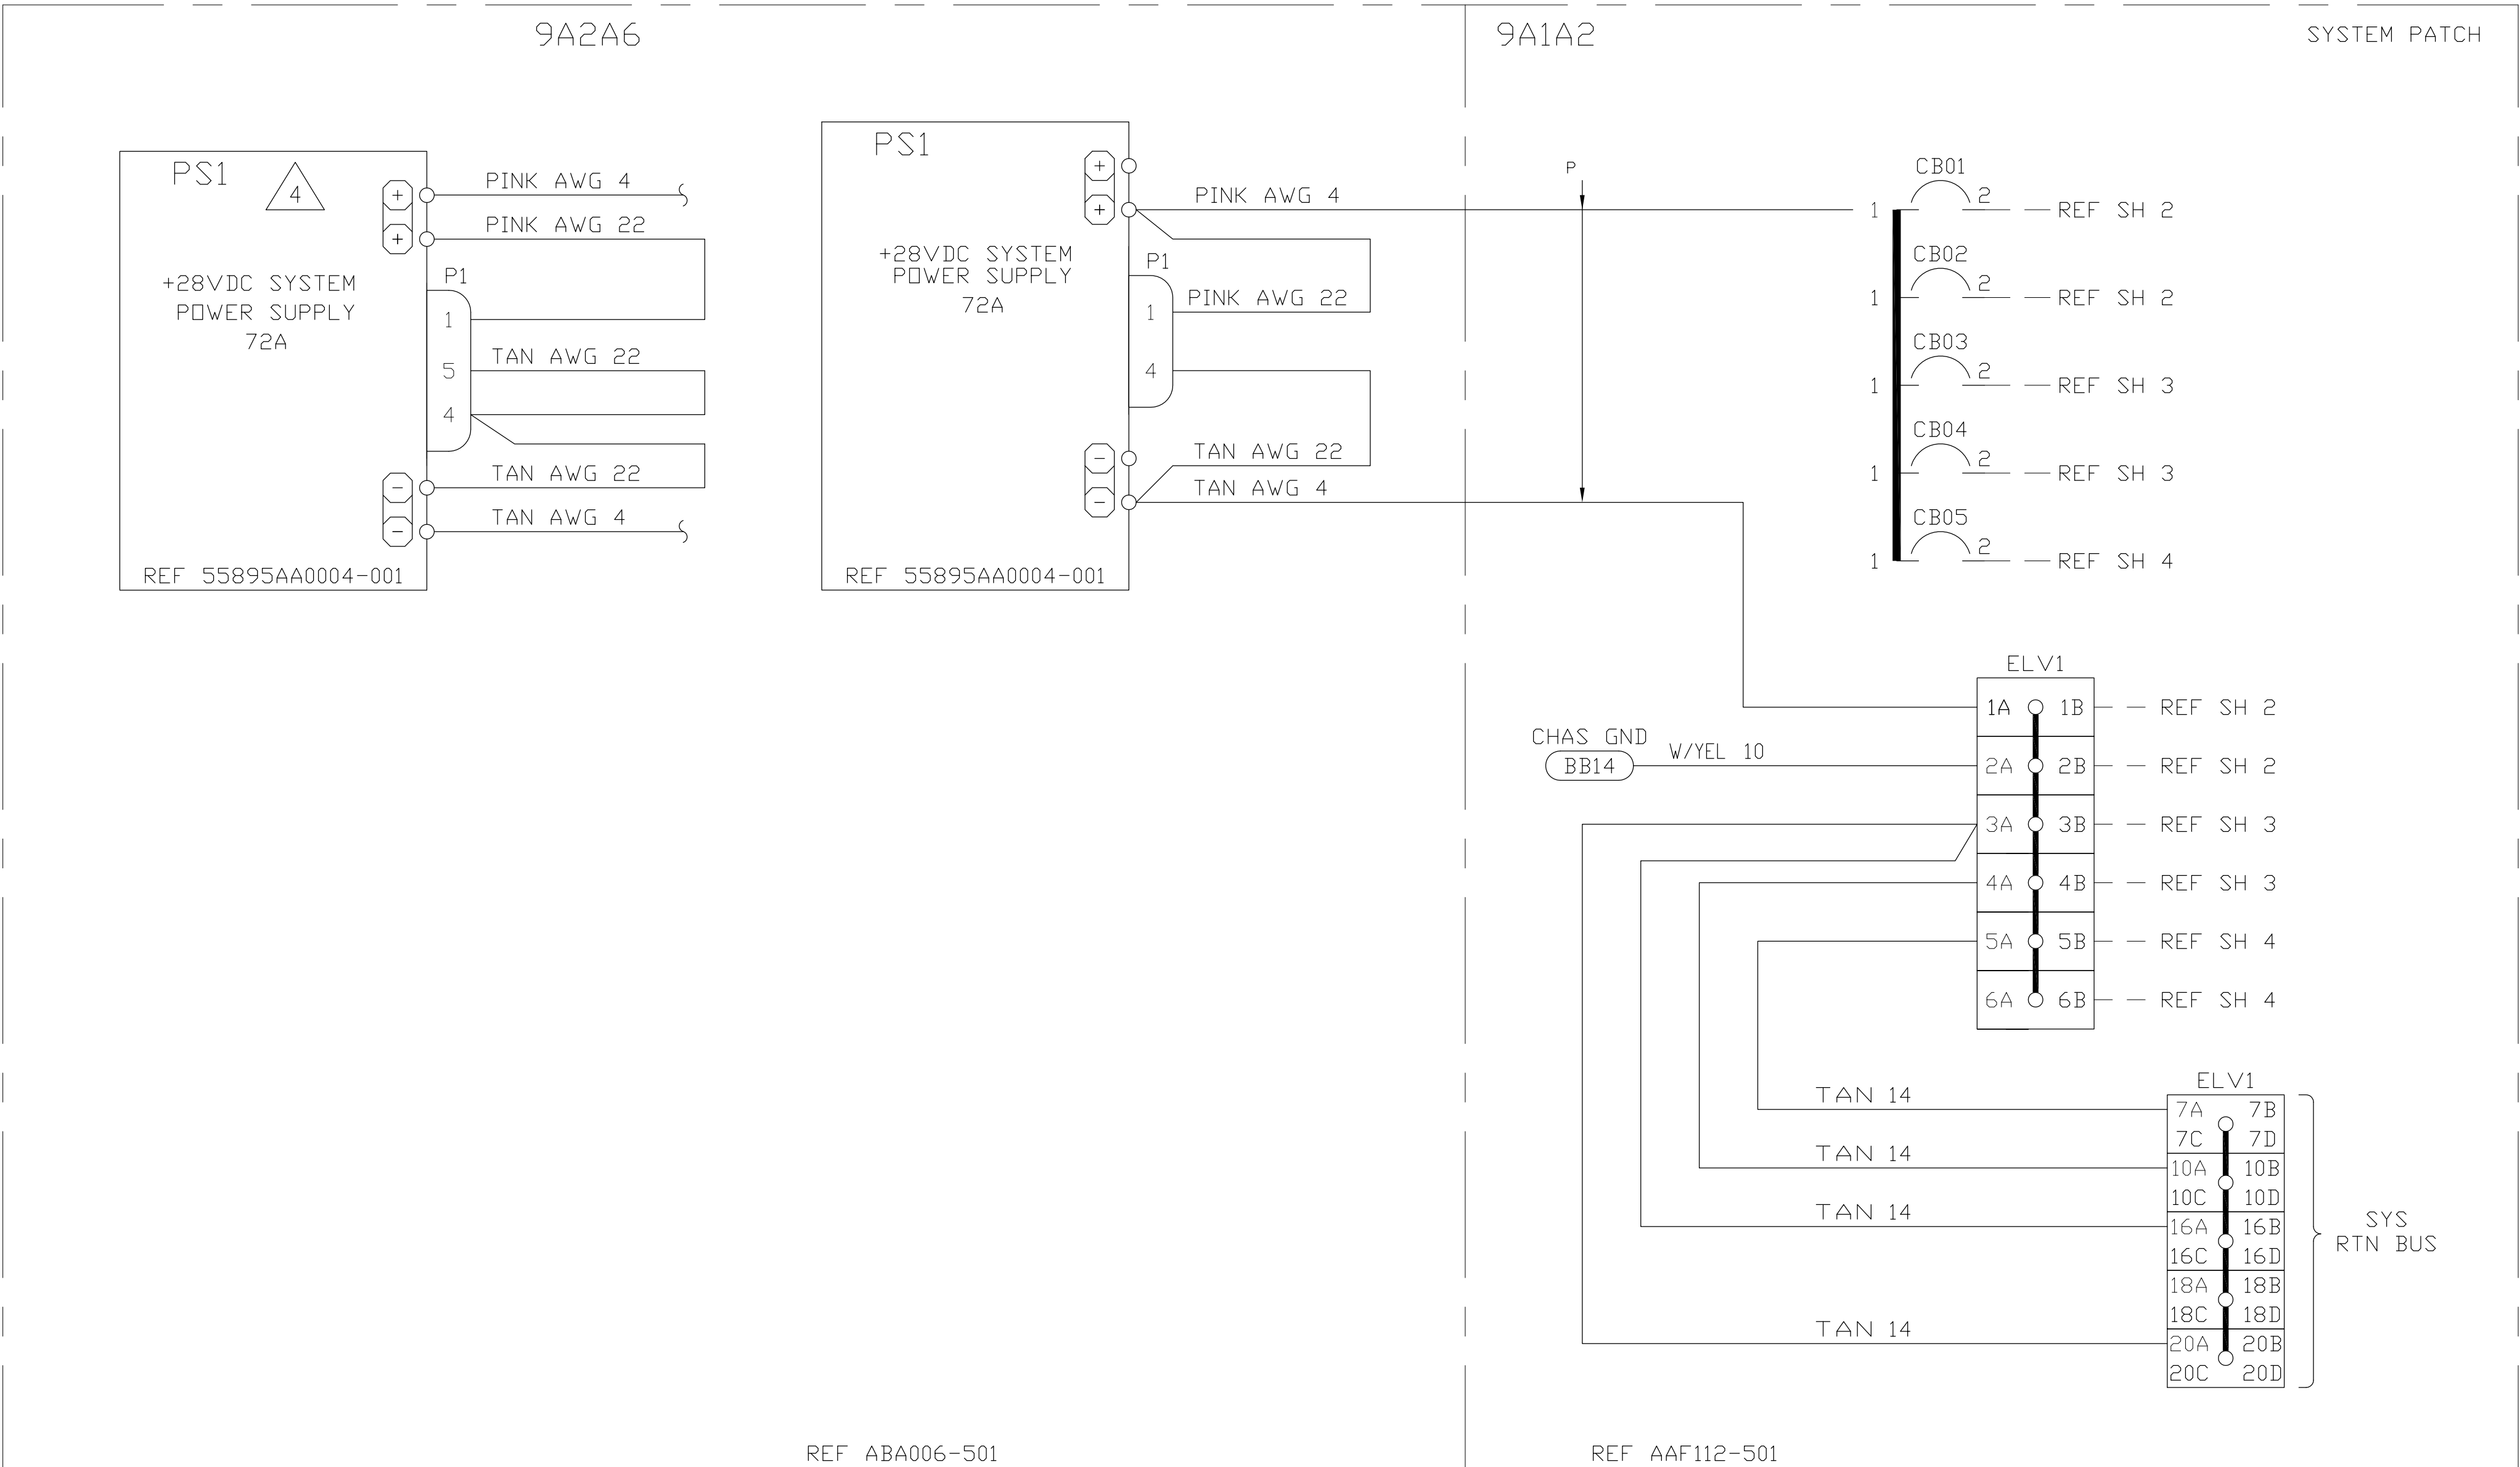 9A2A6
9A1A2
SYSTEM PATCH
PS1
4
+
+
PINK AWG 4
PINK AWG 22
+28VDC SYSTEM
POWER SUPPLY
72A
P1
1
5
4
TAN AWG 22
TAN AWG 22
TAN AWG 4
-
-
REF 55895AA0004-001
PS1
+
+
PINK AWG 4
+28VDC SYSTEM
POWER SUPPLY
72A
P1
1
4
PINK AWG 22
TAN AWG 22
TAN AWG 4
-
-
REF 55895AA0004-001
P
CB01
1 2 REF SH 2
CB02
1 2 REF SH 2
CB03
1 2 REF SH 3
CB04
1 2 REF SH 3
CB05
1 2 REF SH 4
ELV1
1A 1B REF SH 2
CHAS GND
BB14 W/YEL 10
2A 2B REF SH 2
3A 3B REF SH 3
4A 4B REF SH 3
5A 5B REF SH 4
6A 6B REF SH 4
ELV1
TAN 14
7A 7B
7C 7D
TAN 14
10A 10B
10C 10D
TAN 14
16A 16B
16C 16D
18A 18B
18C 18D
TAN 14
20A 20B
20C 20D
SYS
RTN BUS
REF ABA006-501
REF AAF112-501